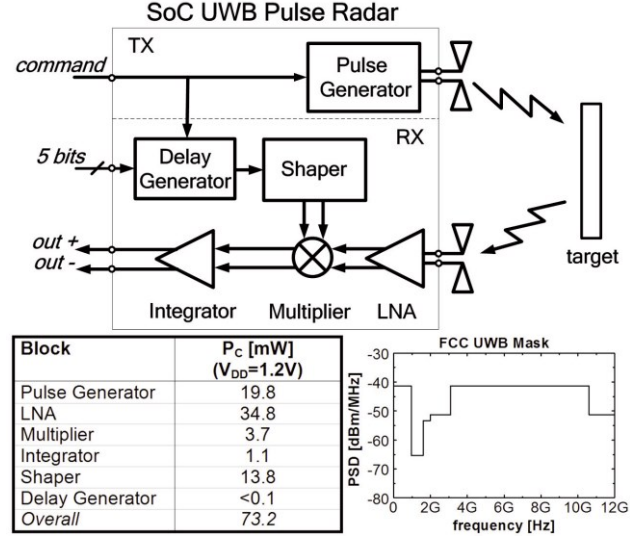 SoC UWB Pulse Radar
TX
command
Pulse
Generator
RX
5 bits
Delay
Generator
Shaper
out +
out -
target
Integrator
Multiplier
LNA
Block
P_C [mW]
(V_DD=1.2V)
Pulse Generator 19.8
LNA 34.8
Multiplier 3.7
Integrator 1.1
Shaper 13.8
Delay Generator <0.1
Overall 73.2
FCC UWB Mask
PSD [dBm/MHz]
-30
-40
-50
-60
-70
-80
0 2G 4G 6G 8G 10G 12G
frequency [Hz]